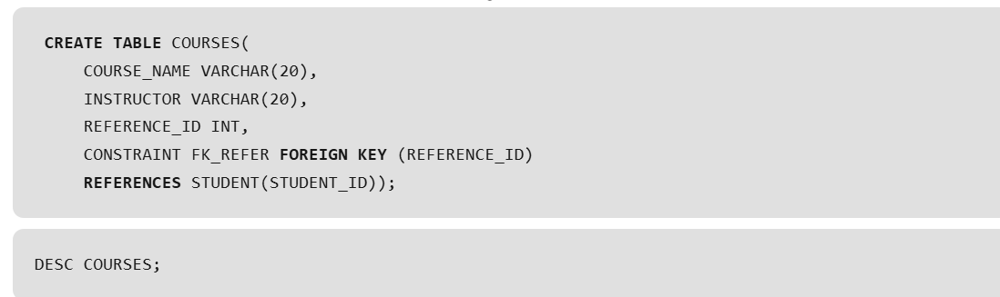 CREATE TABLE COURSES(
COURSE_NAME VARCHAR(20),
INSTRUCTOR VARCHAR(20),
REFERENCE_ID INT,
CONSTRAINT FK_REFER FOREIGN KEY (REFERENCE_ID)
REFERENCES STUDENT(STUDENT_ID));
DESC COURSES;